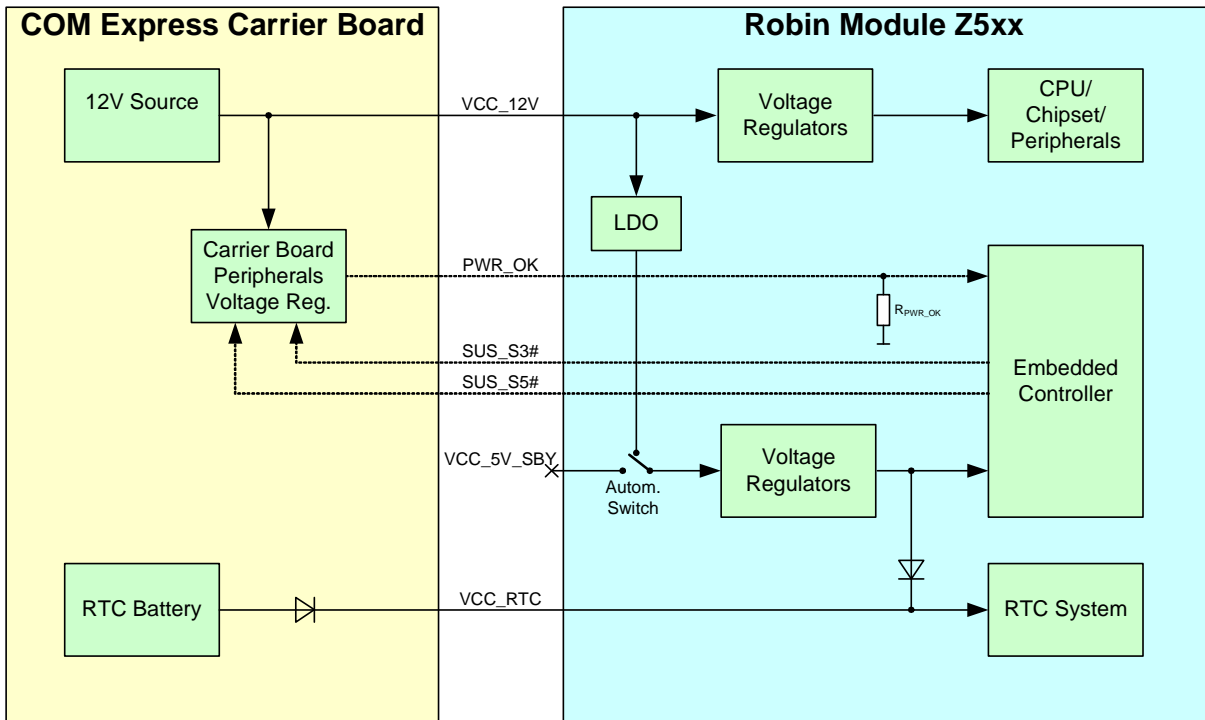 COM Express Carrier Board
Robin Module Z5xx
12V Source
VCC_12V
Voltage
Regulators
CPU/
Chipset/
Peripherals
LDO
Carrier Board
Peripherals
Voltage Reg.
PWR_OK
RPWR_OK
SUS_S3#
SUS_S5#
Embedded
Controller
VCC_5V_SBY
Autom.
Switch
Voltage
Regulators
RTC Battery
VCC_RTC
RTC System